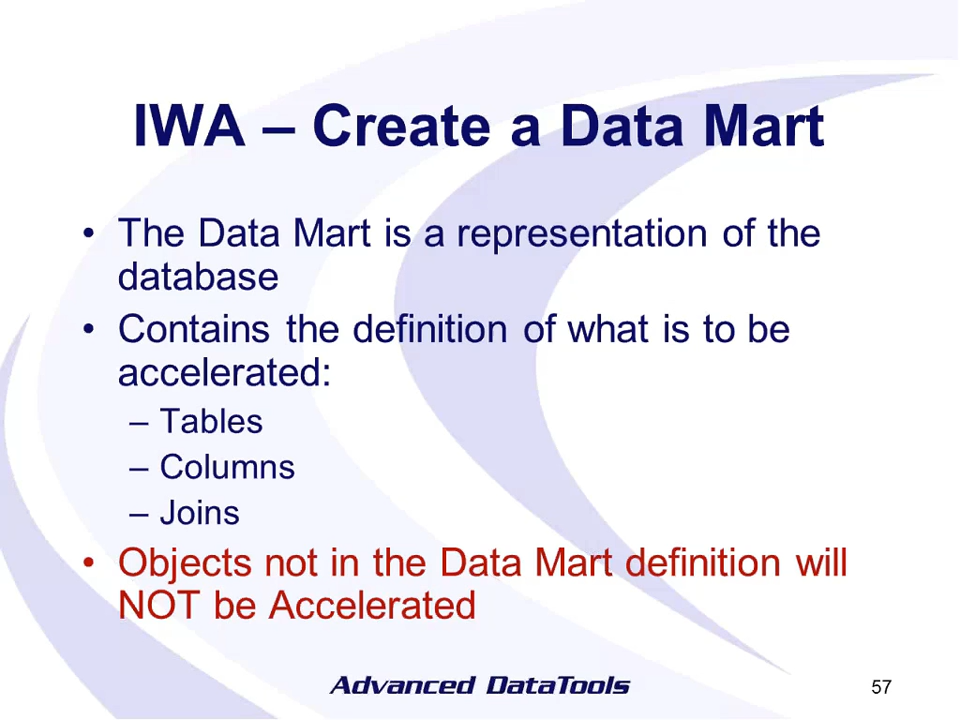 IWA – Create a Data Mart
• The Data Mart is a representation of the
database
• Contains the definition of what is to be
accelerated:
– Tables
– Columns
– Joins
• Objects not in the Data Mart definition will
NOT be Accelerated
Advanced DataTools
57